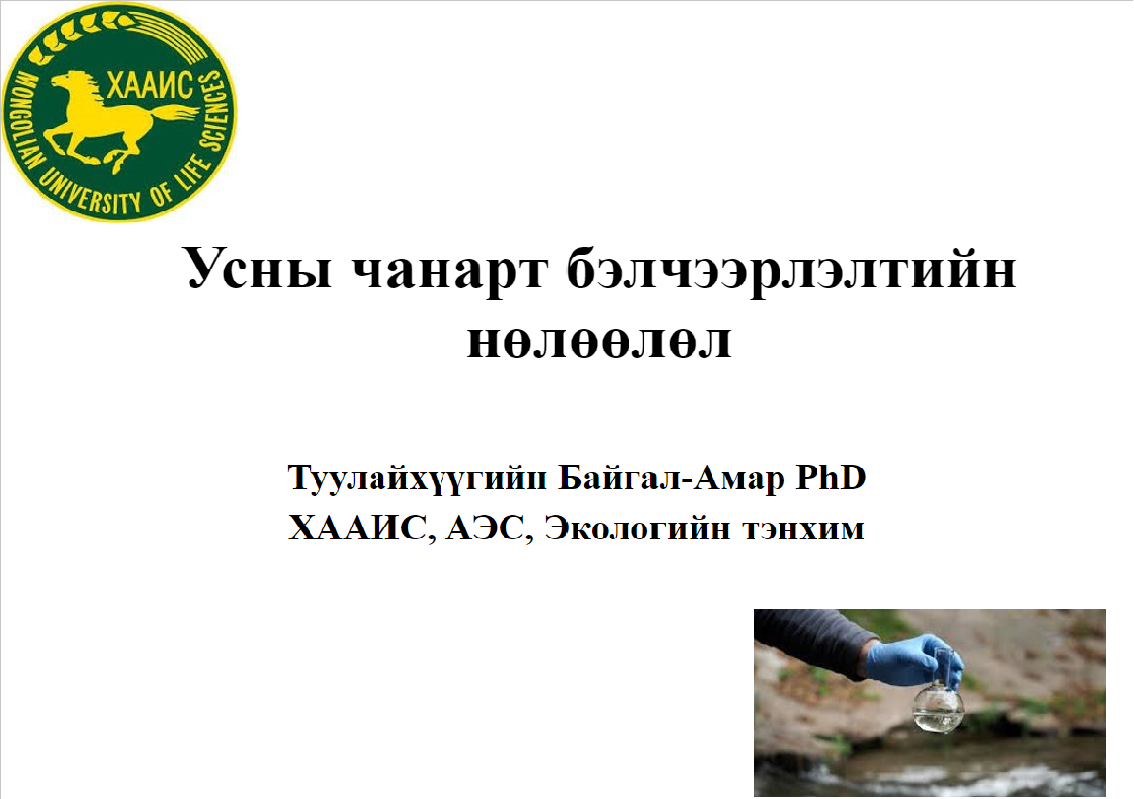 ХААИС
MONGOLIAN UNIVERSITY OF LIFE SCIENCES
Усны чанарт бэлчээрлэлтийн
нөлөөлөл
Туулайхүүгийн Байгал-Амар PhD
ХААИС, АЭС, Экологийн тэнхим